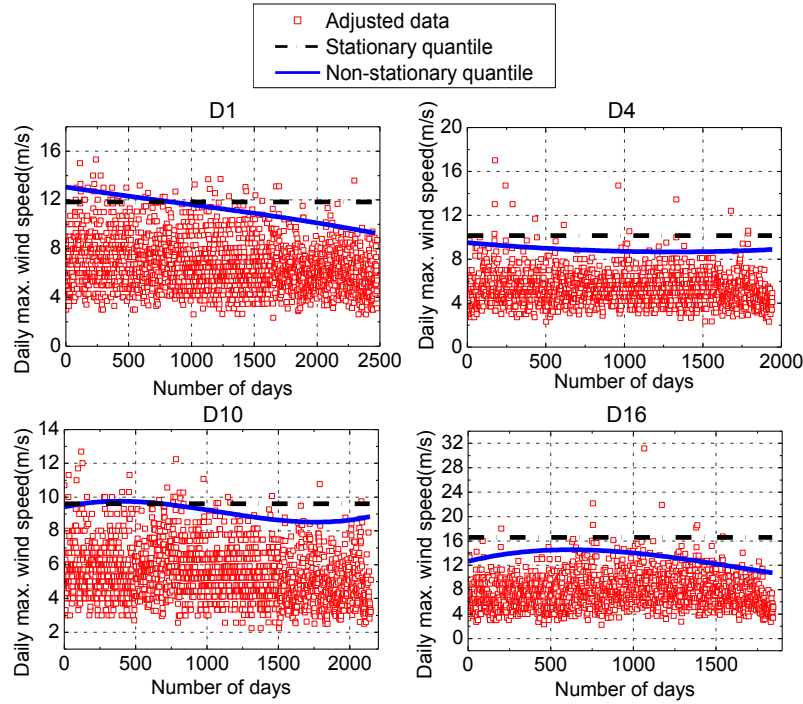 Adjusted data
Stationary quantile
Non-stationary quantile
D1
Daily max. wind speed(m/s)
16
12
8
4
0
0 500 1000 1500 2000 2500
Number of days
D4
Daily max. wind speed(m/s)
20
16
12
8
4
0
0 500 1000 1500 2000
Number of days
D10
Daily max. wind speed(m/s)
14
12
10
8
6
4
2
0 500 1000 1500 2000
Number of days
D16
Daily max. wind speed(m/s)
32
28
24
20
16
12
8
4
0
0 500 1000 1500
Number of days